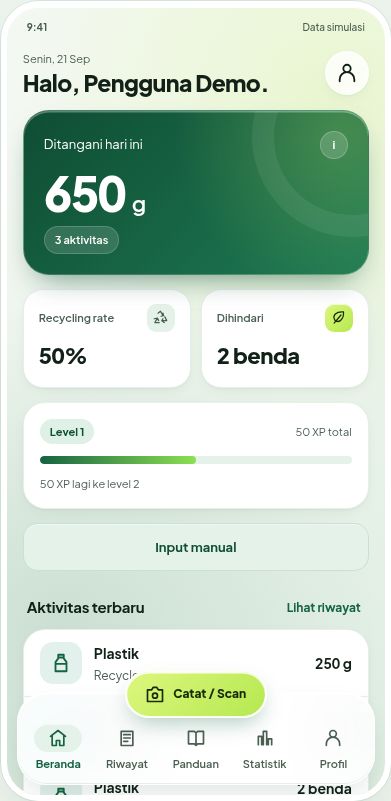 9:41
Data simulasi
Senin, 21 Sep
Halo, Pengguna Demo.
Ditangani hari ini
i
650 g
3 aktivitas
Recycling rate
Dihindari
50%
2 benda
Level 1
50 XP total
50 XP lagi ke level 2
Input manual
Aktivitas terbaru
Lihat riwayat
Plastik
250 g
Catat / Scan
Beranda
Riwayat
Panduan
Statistik
Profil
Plastik
2 benda